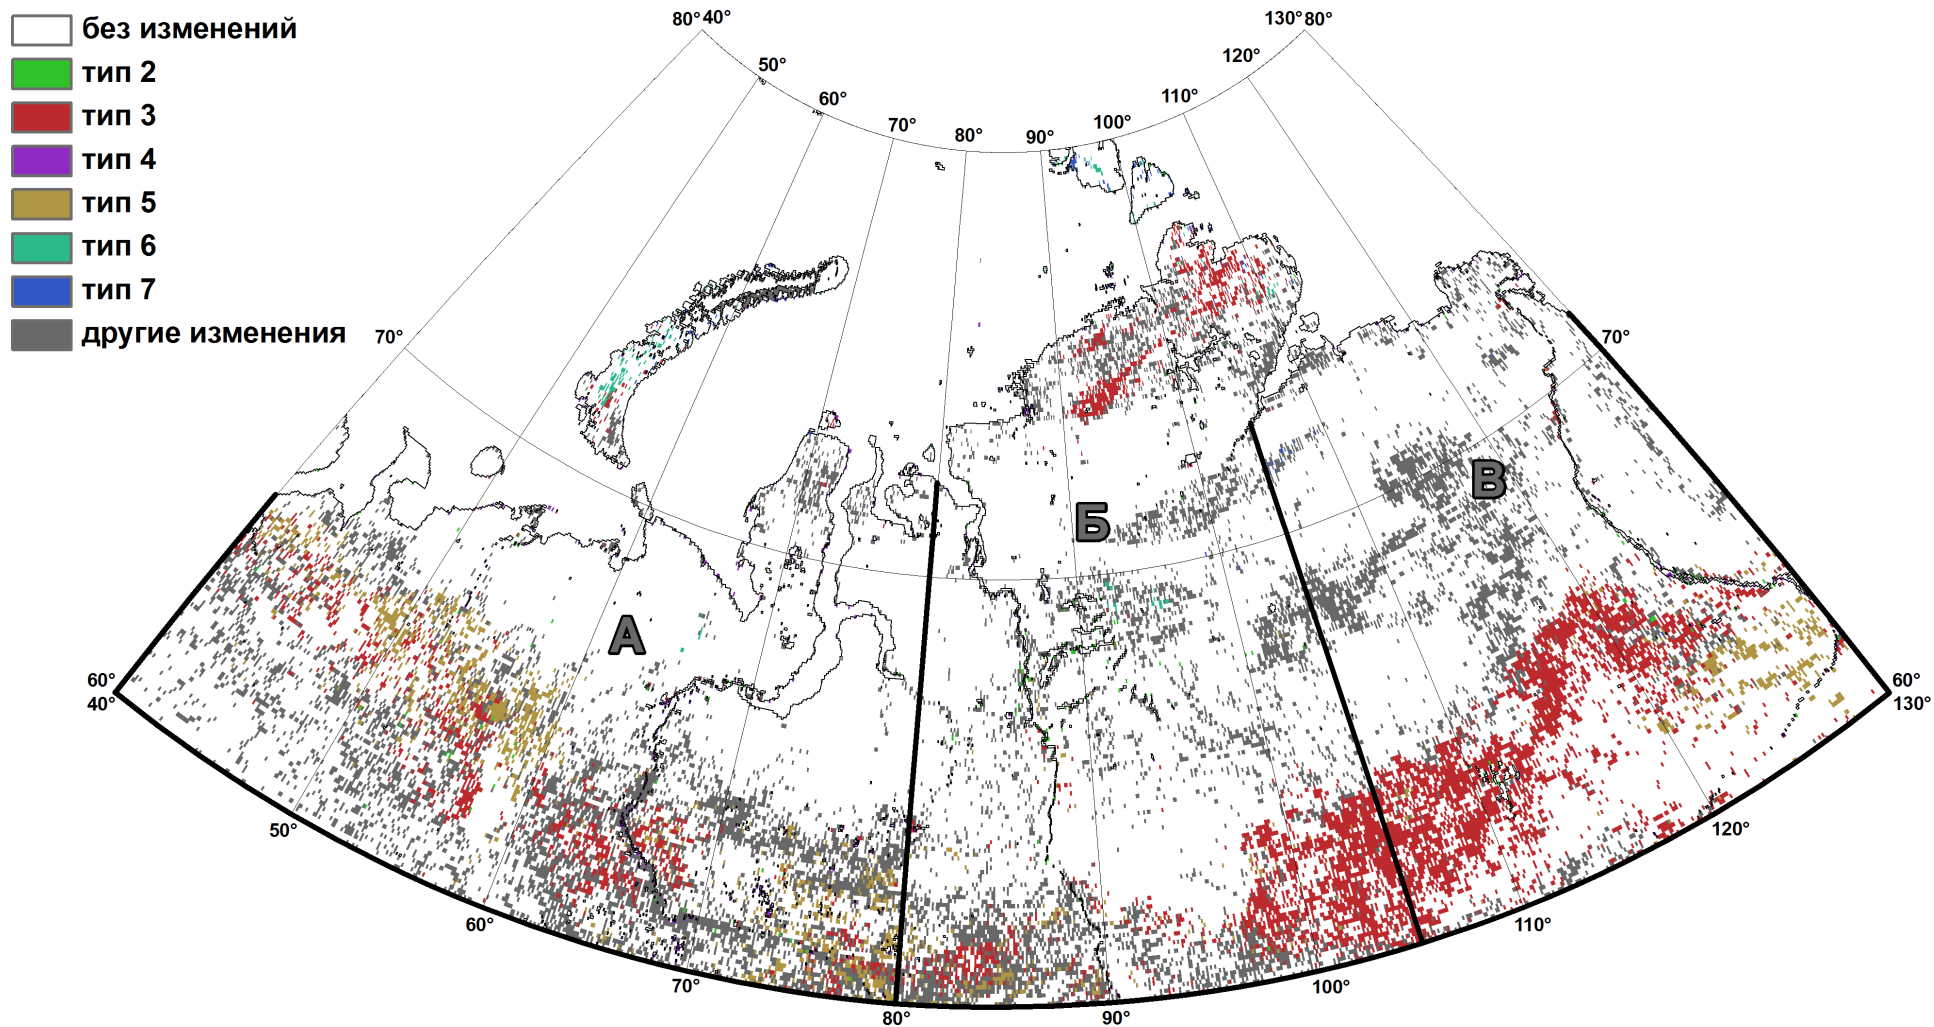 без изменений
тип 2
тип 3
тип 4
тип 5
тип 6
тип 7
другие изменения
80° 40°
130° 80°
50°
120°
60°
110°
70°
80°
90°
100°
70°
70°
А
Б
В
60°
40°
60°
130°
50°
120°
60°
110°
70°
100°
80°
90°